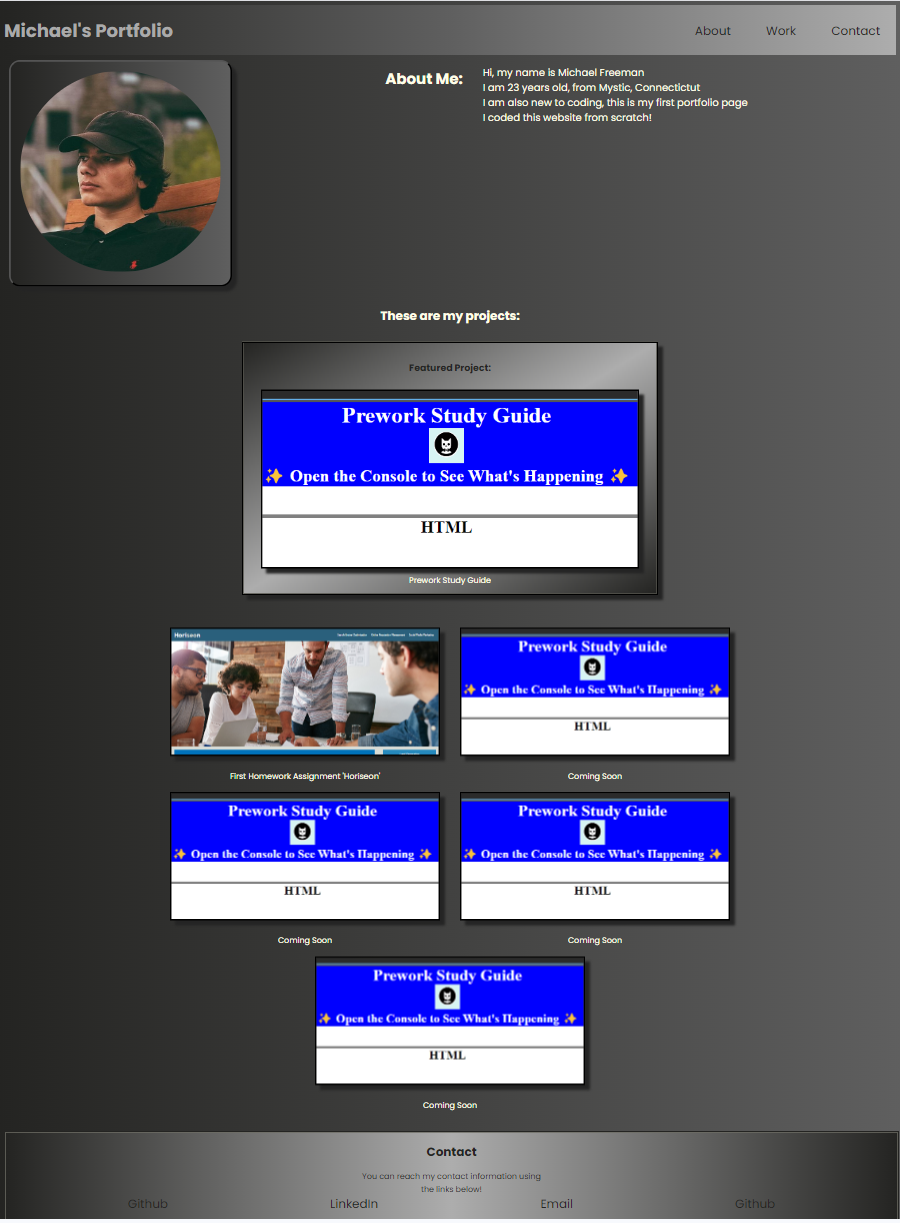 Michael's Portfolio
About Work Contact
About Me:
Hi, my name is Michael Freeman
I am 23 years old, from Mystic, Connectictut
I am also new to coding, this is my first portfolio page
I coded this website from scratch!
These are my projects:
Featured Project:
Prework Study Guide
✨ Open the Console to See What's Happening ✨
HTML
Prework Study Guide
Horiseon
First Homework Assignment 'Horiseon'
Prework Study Guide
✨ Open the Console to See What's Happening ✨
HTML
Coming Soon
Prework Study Guide
✨ Open the Console to See What's Happening ✨
HTML
Coming Soon
Prework Study Guide
✨ Open the Console to See What's Happening ✨
HTML
Coming Soon
Prework Study Guide
✨ Open the Console to See What's Happening ✨
HTML
Coming Soon
Contact
You can reach my contact information using
the links below!
Github LinkedIn Email Github